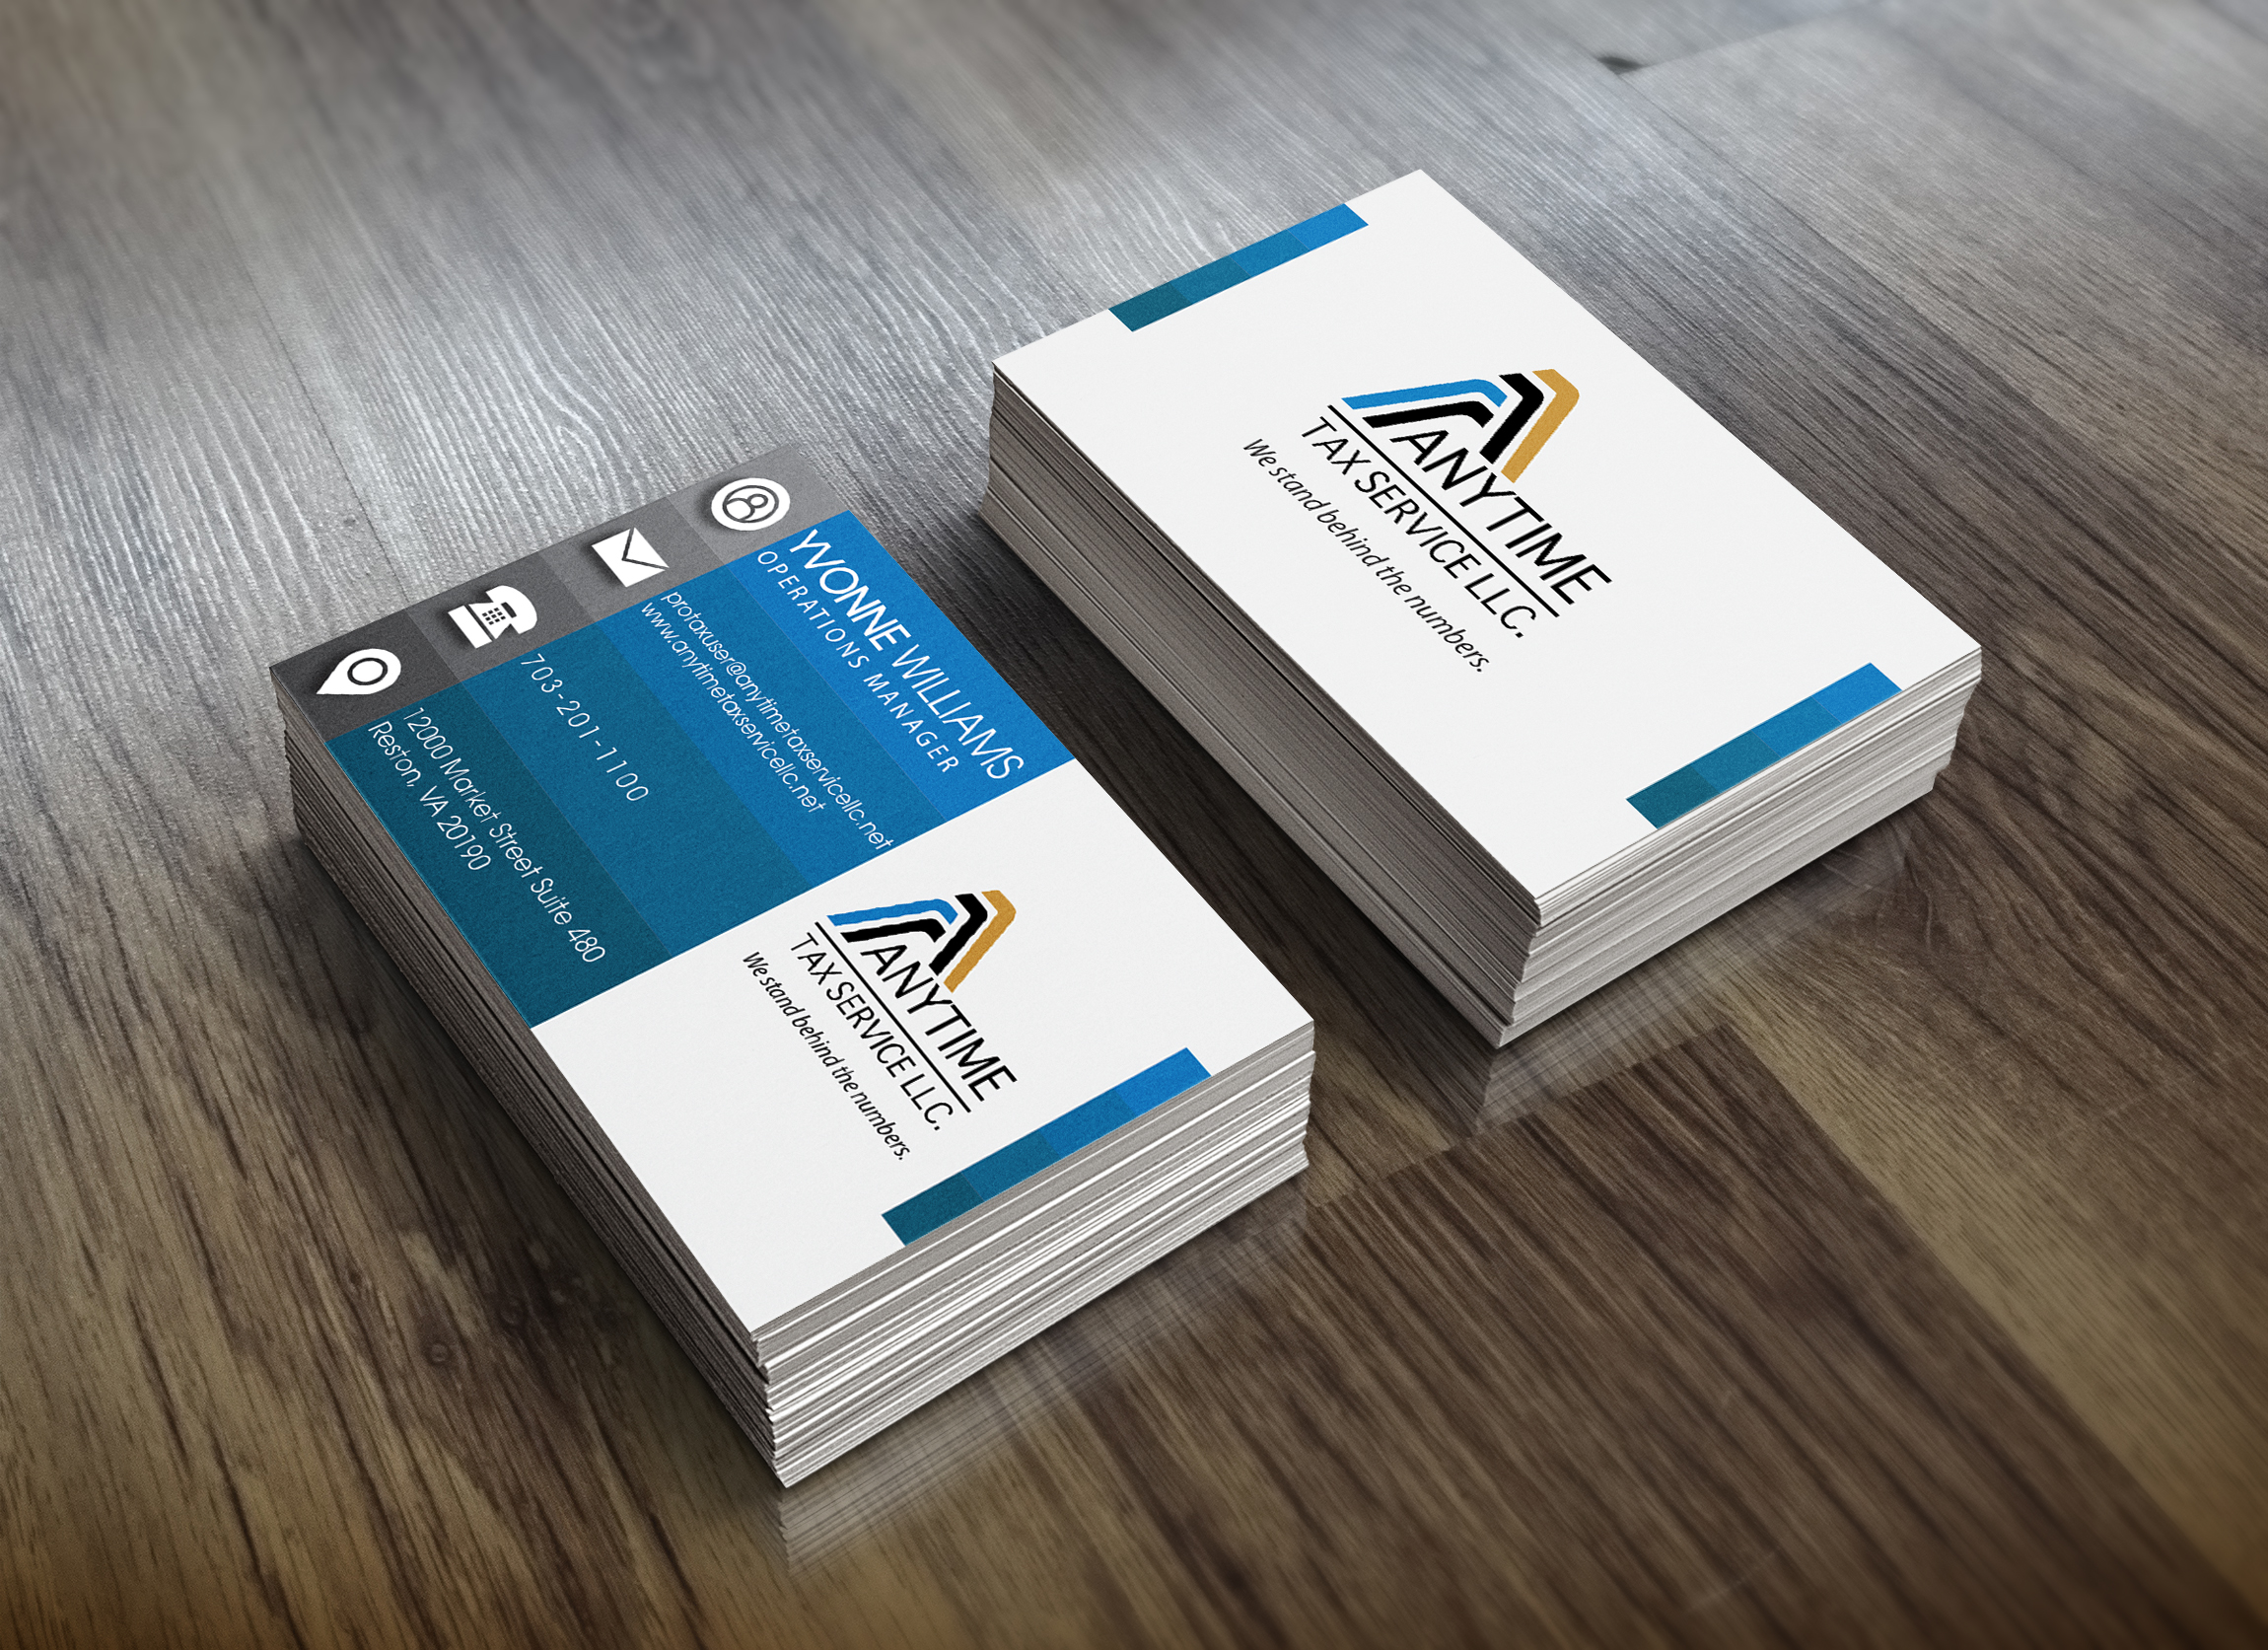 YVONNE WILLIAMS
OPERATIONS MANAGER
protaxuser@anytimetaxservicellc.net
www.anytimetaxservicellc.net
703-201-1100
12000 Market Street Suite 480
Reston, VA 20190
ANYTIME
TAX SERVICE LLC.
We stand behind the numbers.
ANYTIME
TAX SERVICE LLC.
We stand behind the numbers.